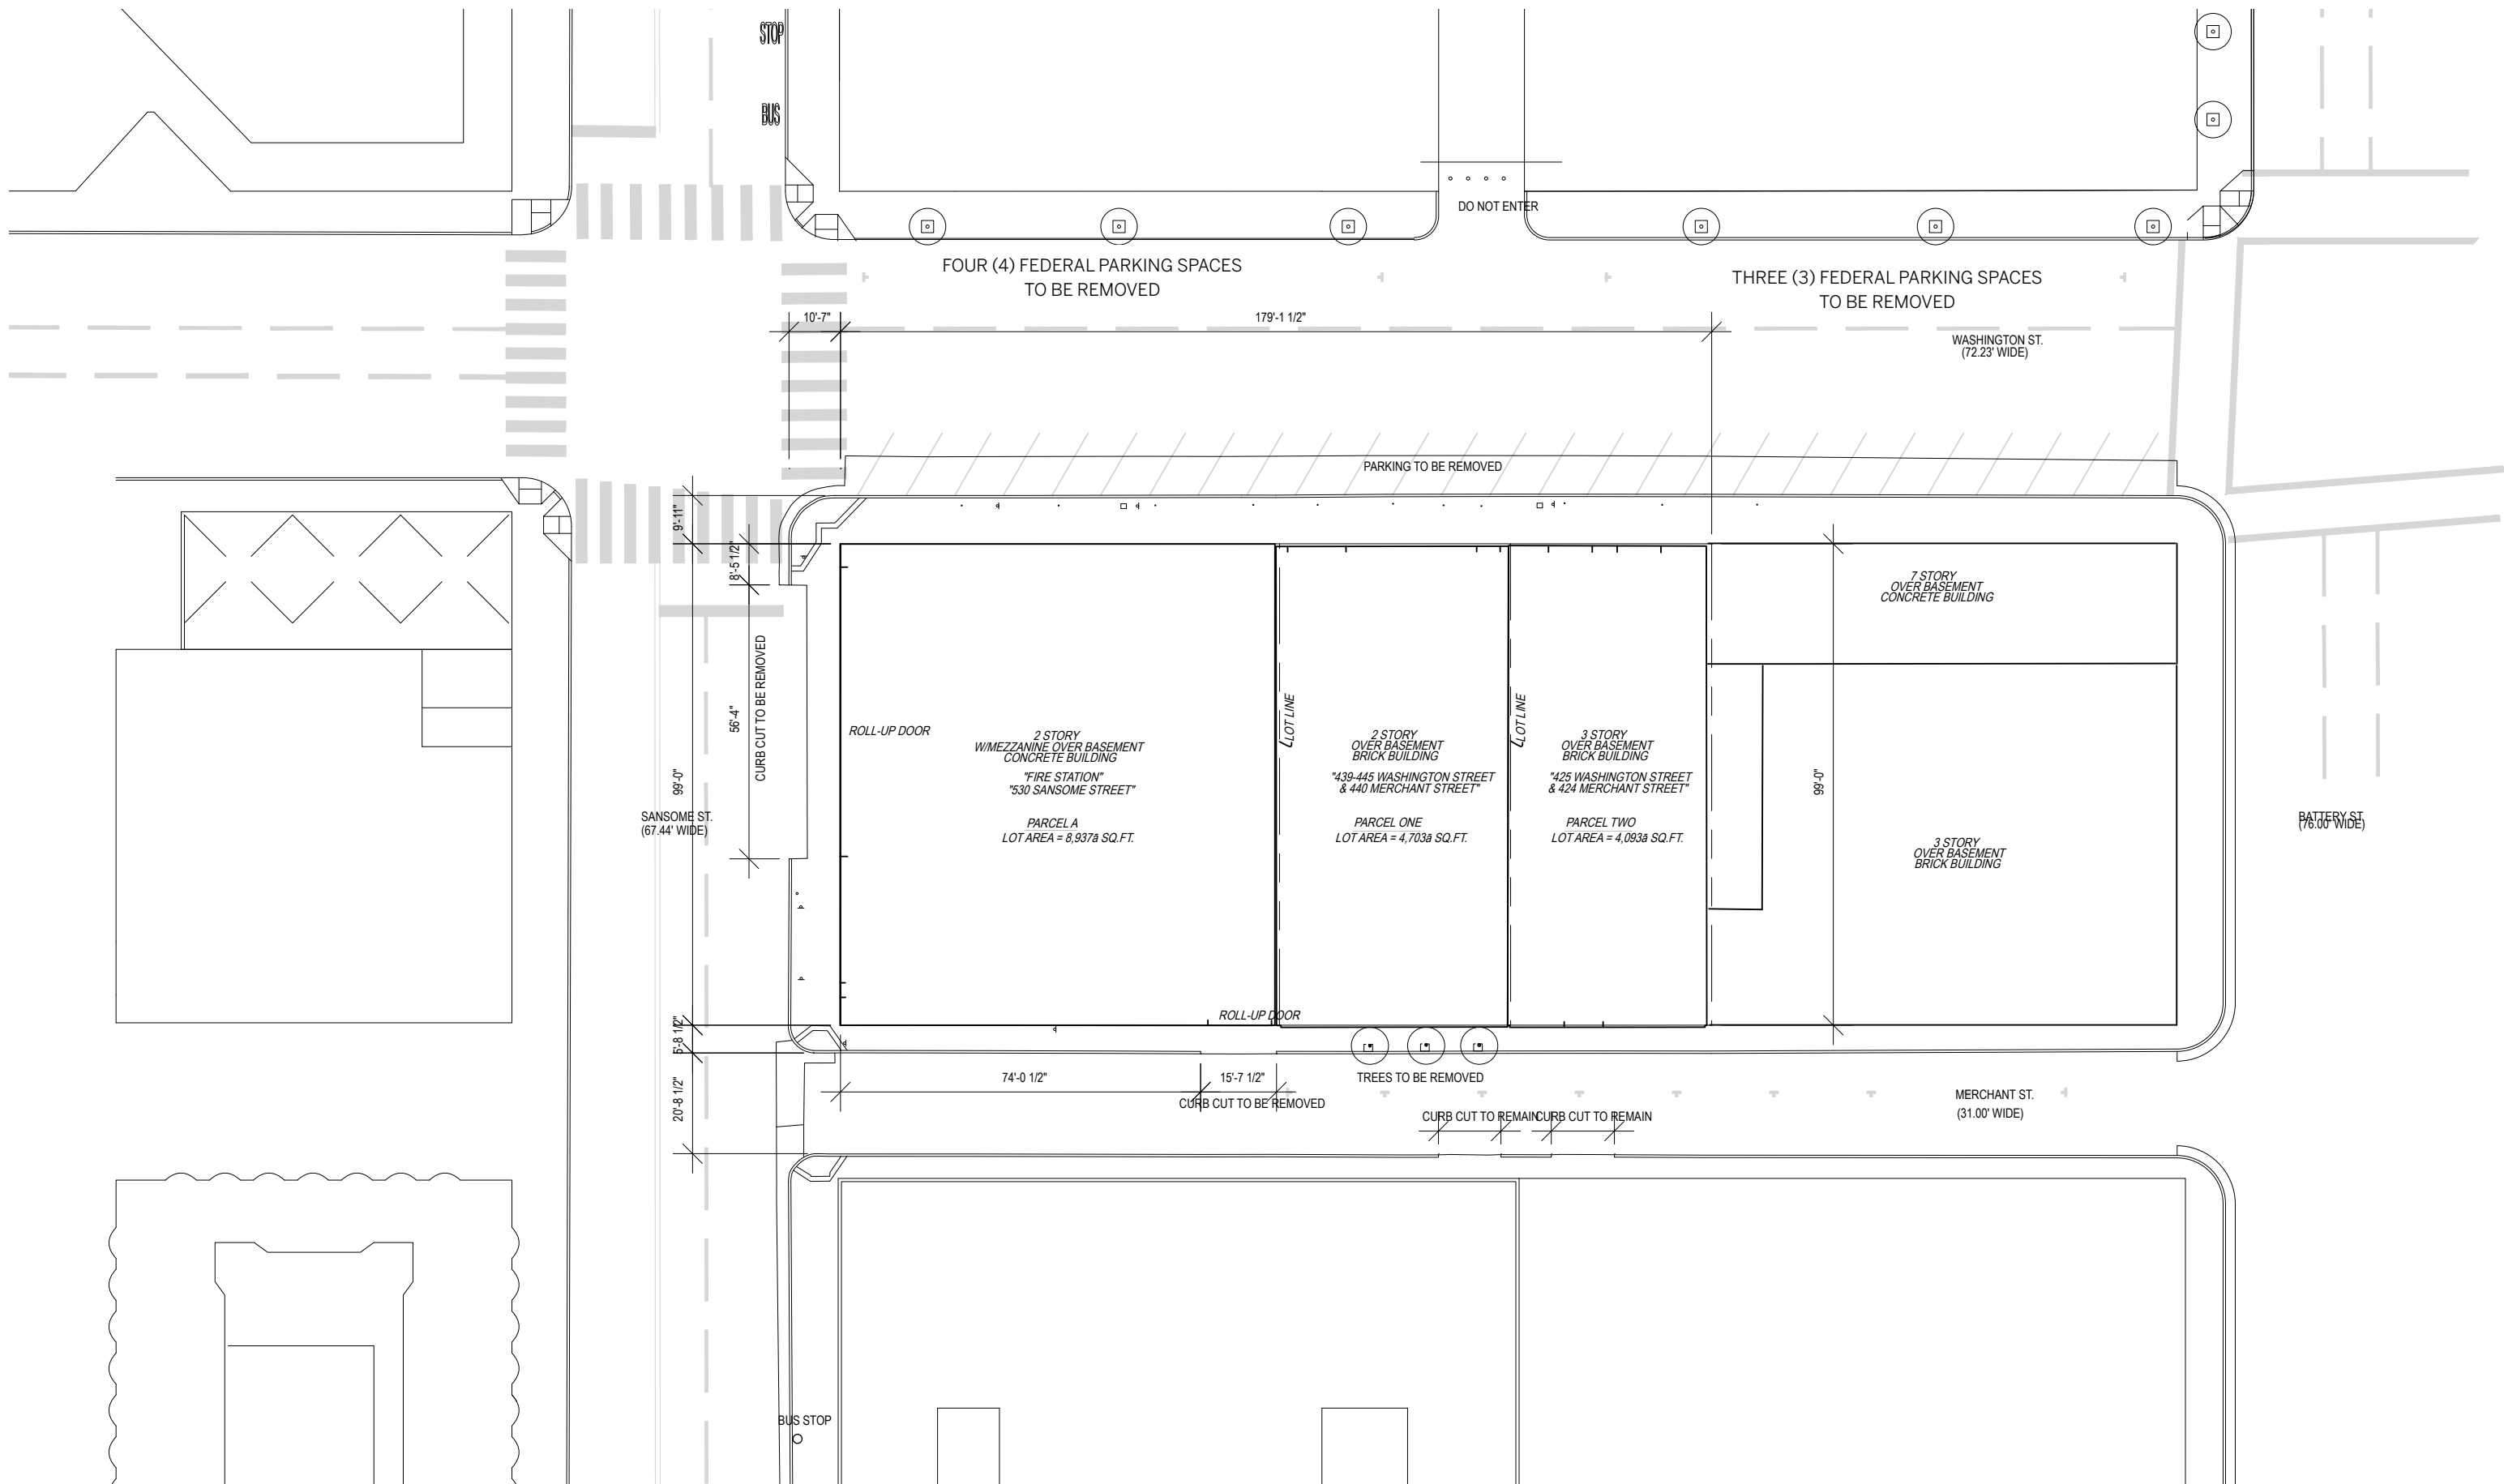 STOP
BUS
DO NOT ENTER
FOUR (4) FEDERAL PARKING SPACES
TO BE REMOVED
THREE (3) FEDERAL PARKING SPACES
TO BE REMOVED
10'-7"
179'-1 1/2"
WASHINGTON ST.
(72.23' WIDE)
PARKING TO BE REMOVED
9'-11"
8'-5 1/2"
7 STORY
OVER BASEMENT
CONCRETE BUILDING
CURB CUT TO BE REMOVED
56'-4"
99'-0"
SANSOME ST.
(67.44' WIDE)
ROLL-UP DOOR
2 STORY
W/MEZZANINE OVER BASEMENT
CONCRETE BUILDING
"FIRE STATION"
"530 SANSOME STREET"
PARCEL A
LOT AREA = 8,937ã SQ.FT.
LOT LINE
2 STORY
OVER BASEMENT
BRICK BUILDING
"439-445 WASHINGTON STREET
& 440 MERCHANT STREET"
PARCEL ONE
LOT AREA = 4,703ã SQ.FT.
LOT LINE
3 STORY
OVER BASEMENT
BRICK BUILDING
"425 WASHINGTON STREET
& 424 MERCHANT STREET"
PARCEL TWO
LOT AREA = 4,093ã SQ.FT.
99'-0"
3 STORY
OVER BASEMENT
BRICK BUILDING
BATTERY ST.
(76.00' WIDE)
ROLL-UP DOOR
5'-8 1/2"
20'-8 1/2"
74'-0 1/2"
15'-7 1/2"
CURB CUT TO BE REMOVED
TREES TO BE REMOVED
CURB CUT TO REMAIN
CURB CUT TO REMAIN
MERCHANT ST.
(31.00' WIDE)
BUS STOP